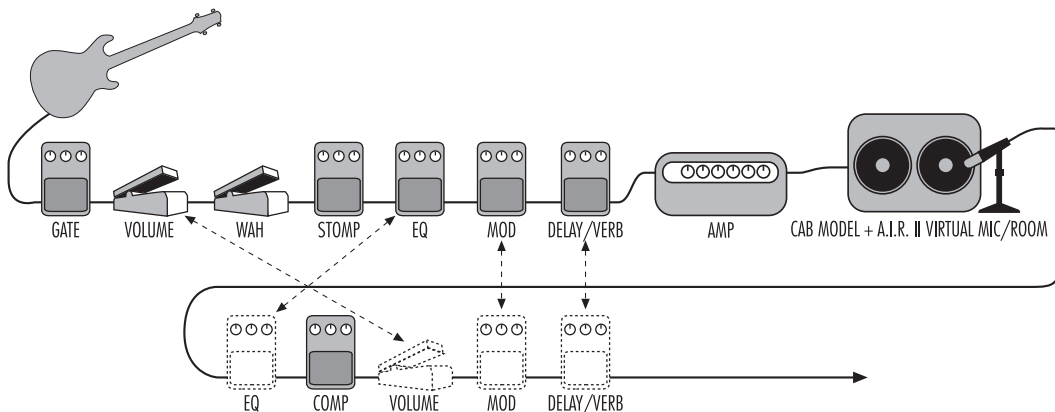 GATE VOLUME WAH STOMP EQ MOD DELAY/VERB AMP CAB MODEL + A.I.R. II VIRTUAL MIC/ROOM
EQ COMP VOLUME MOD DELAY/VERB